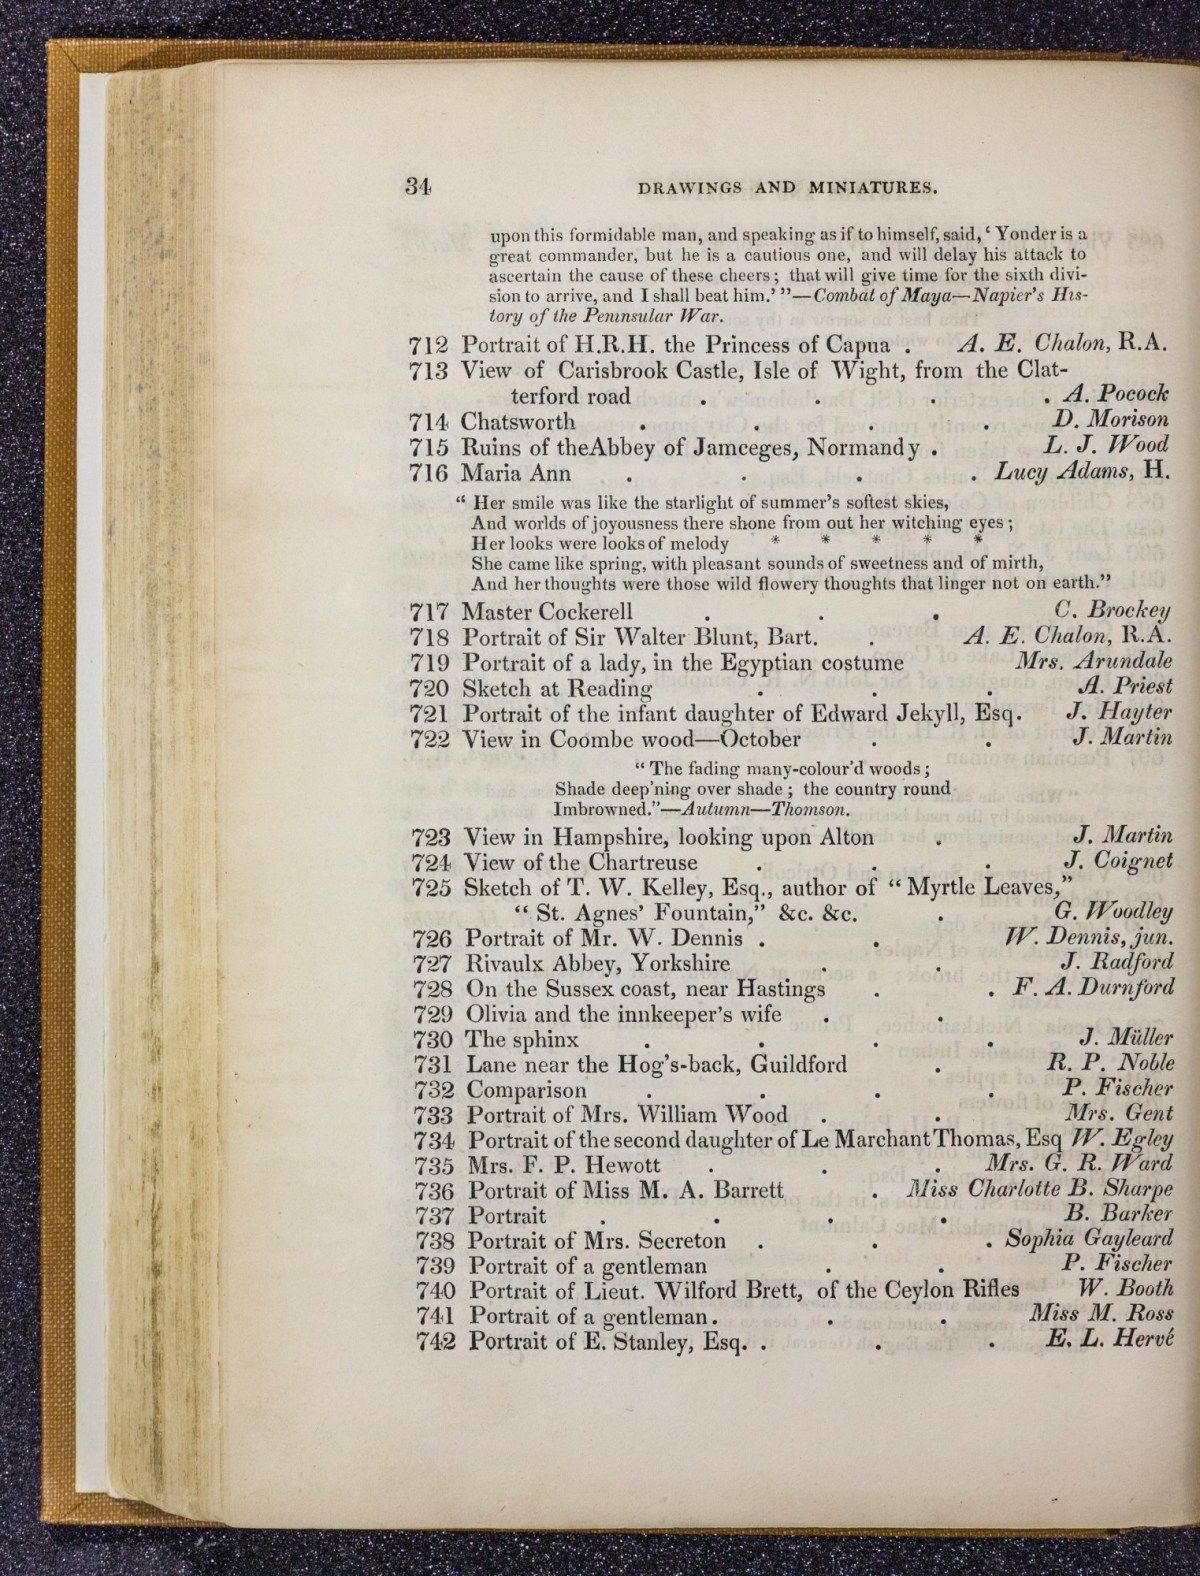 34 DRAWINGS AND MINIATURES.
upon this formidable man, and speaking as if to himself, said, ‘ Yonder is a
great commander, but he is a cautious one, and will delay his attack to
ascertain the cause of these cheers ; that will give time for the sixth divi-
sion to arrive, and I shall beat him.’ ”—Combat of Maya—Napier's His-
tory of the Peninsular War.
712 Portrait of H.R.H. the Princess of Capua . A. E. Chalon, R.A.
713 View of Carisbrook Castle, Isle of Wight, from the Clat-
terford road . . . . A. Pocock
714 Chatsworth . . . . D. Morison
715 Ruins of the Abbey of Jamceges, Normandy . L. J. Wood
716 Maria Ann . . . . Lucy Adams, H.
“ Her smile was like the starlight of summer's softest skies,
And worlds of joyousness there shone from out her witching eyes ;
Her looks were looks of melody * * * * *
She came like spring, with pleasant sounds of sweetness and of mirth,
And her thoughts were those wild flowery thoughts that linger not on earth.”
717 Master Cockerell . . . C. Brockey
718 Portrait of Sir Walter Blunt, Bart. . A. E. Chalon, R.A.
719 Portrait of a lady, in the Egyptian costume Mrs. Arundale
720 Sketch at Reading . . . A. Priest
721 Portrait of the infant daughter of Edward Jekyll, Esq. J. Hayter
722 View in Coombe wood—October . . J. Martin
“ The fading many-colour'd woods ;
Shade deep'ning over shade ; the country round
Imbrowned.”—Autumn—Thomson.
723 View in Hampshire, looking upon Alton . J. Martin
724 View of the Chartreuse . . . J. Coignet
725 Sketch of T. W. Kelley, Esq., author of “ Myrtle Leaves,”
“ St. Agnes' Fountain,” &c. &c. . G. Woodley
726 Portrait of Mr. W. Dennis . . W. Dennis, jun.
727 Rivaulx Abbey, Yorkshire . . J. Radford
728 On the Sussex coast, near Hastings . . F. A. Durnford
729 Olivia and the innkeeper's wife . .
730 The sphinx . . . . J. Müller
731 Lane near the Hog's-back, Guildford . R. P. Noble
732 Comparison . . . . P. Fischer
733 Portrait of Mrs. William Wood . . Mrs. Gent
734 Portrait of the second daughter of Le Marchant Thomas, Esq W. Egley
735 Mrs. F. P. Hewott . . . Mrs. G. R. Ward
736 Portrait of Miss M. A. Barrett . Miss Charlotte B. Sharpe
737 Portrait . . . . B. Barker
738 Portrait of Mrs. Secreton . . . Sophia Gayleard
739 Portrait of a gentleman . . P. Fischer
740 Portrait of Lieut. Wilford Brett, of the Ceylon Rifles W. Booth
741 Portrait of a gentleman . . . Miss M. Ross
742 Portrait of E. Stanley, Esq. . . . E. L. Hervé